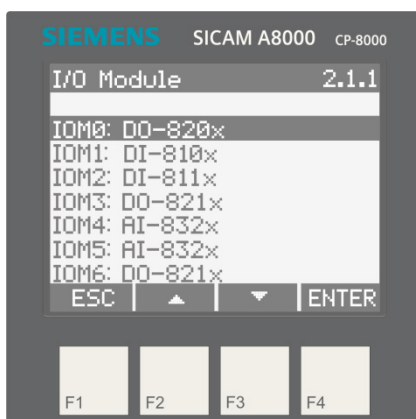 SIEMENS SICAM A8000 CP-8000
I/O Module 2.1.1
IOM0: DO-820x
IOM1: DI-810x
IOM2: DI-811x
IOM3: DO-821x
IOM4: AI-832x
IOM5: AI-832x
IOM6: DO-821x
ESC ▲ ▼ ENTER
F1 F2 F3 F4